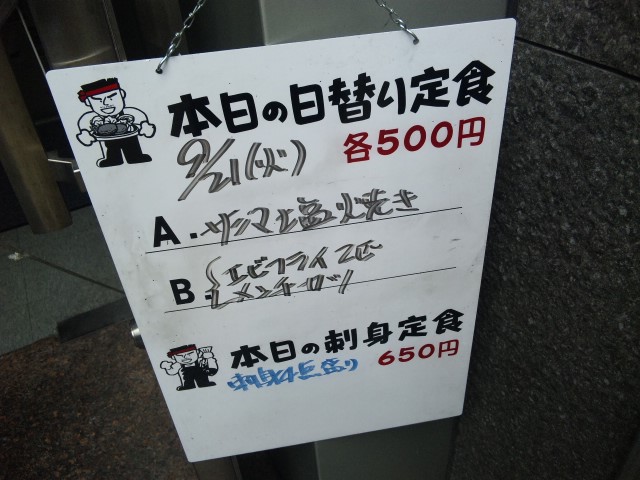 本日の日替り定食
各500円
9/21(火)
A. サンマ塩焼き
B. エビフライ2匹
メンチカツ
本日の刺身定食
刺身4点盛り 650円